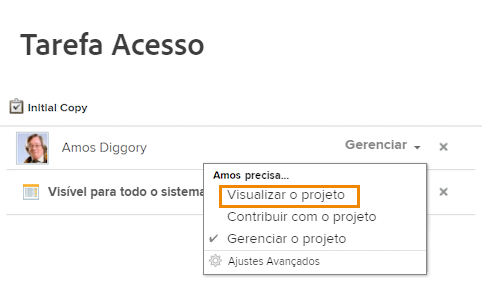 Tarefa Acesso
Initial Copy
Amos Diggory
Gerenciar
Amos precisa...
Visualizar o projeto
Visível para todo o sistema
Contribuir com o projeto
Gerenciar o projeto
Ajustes Avançados